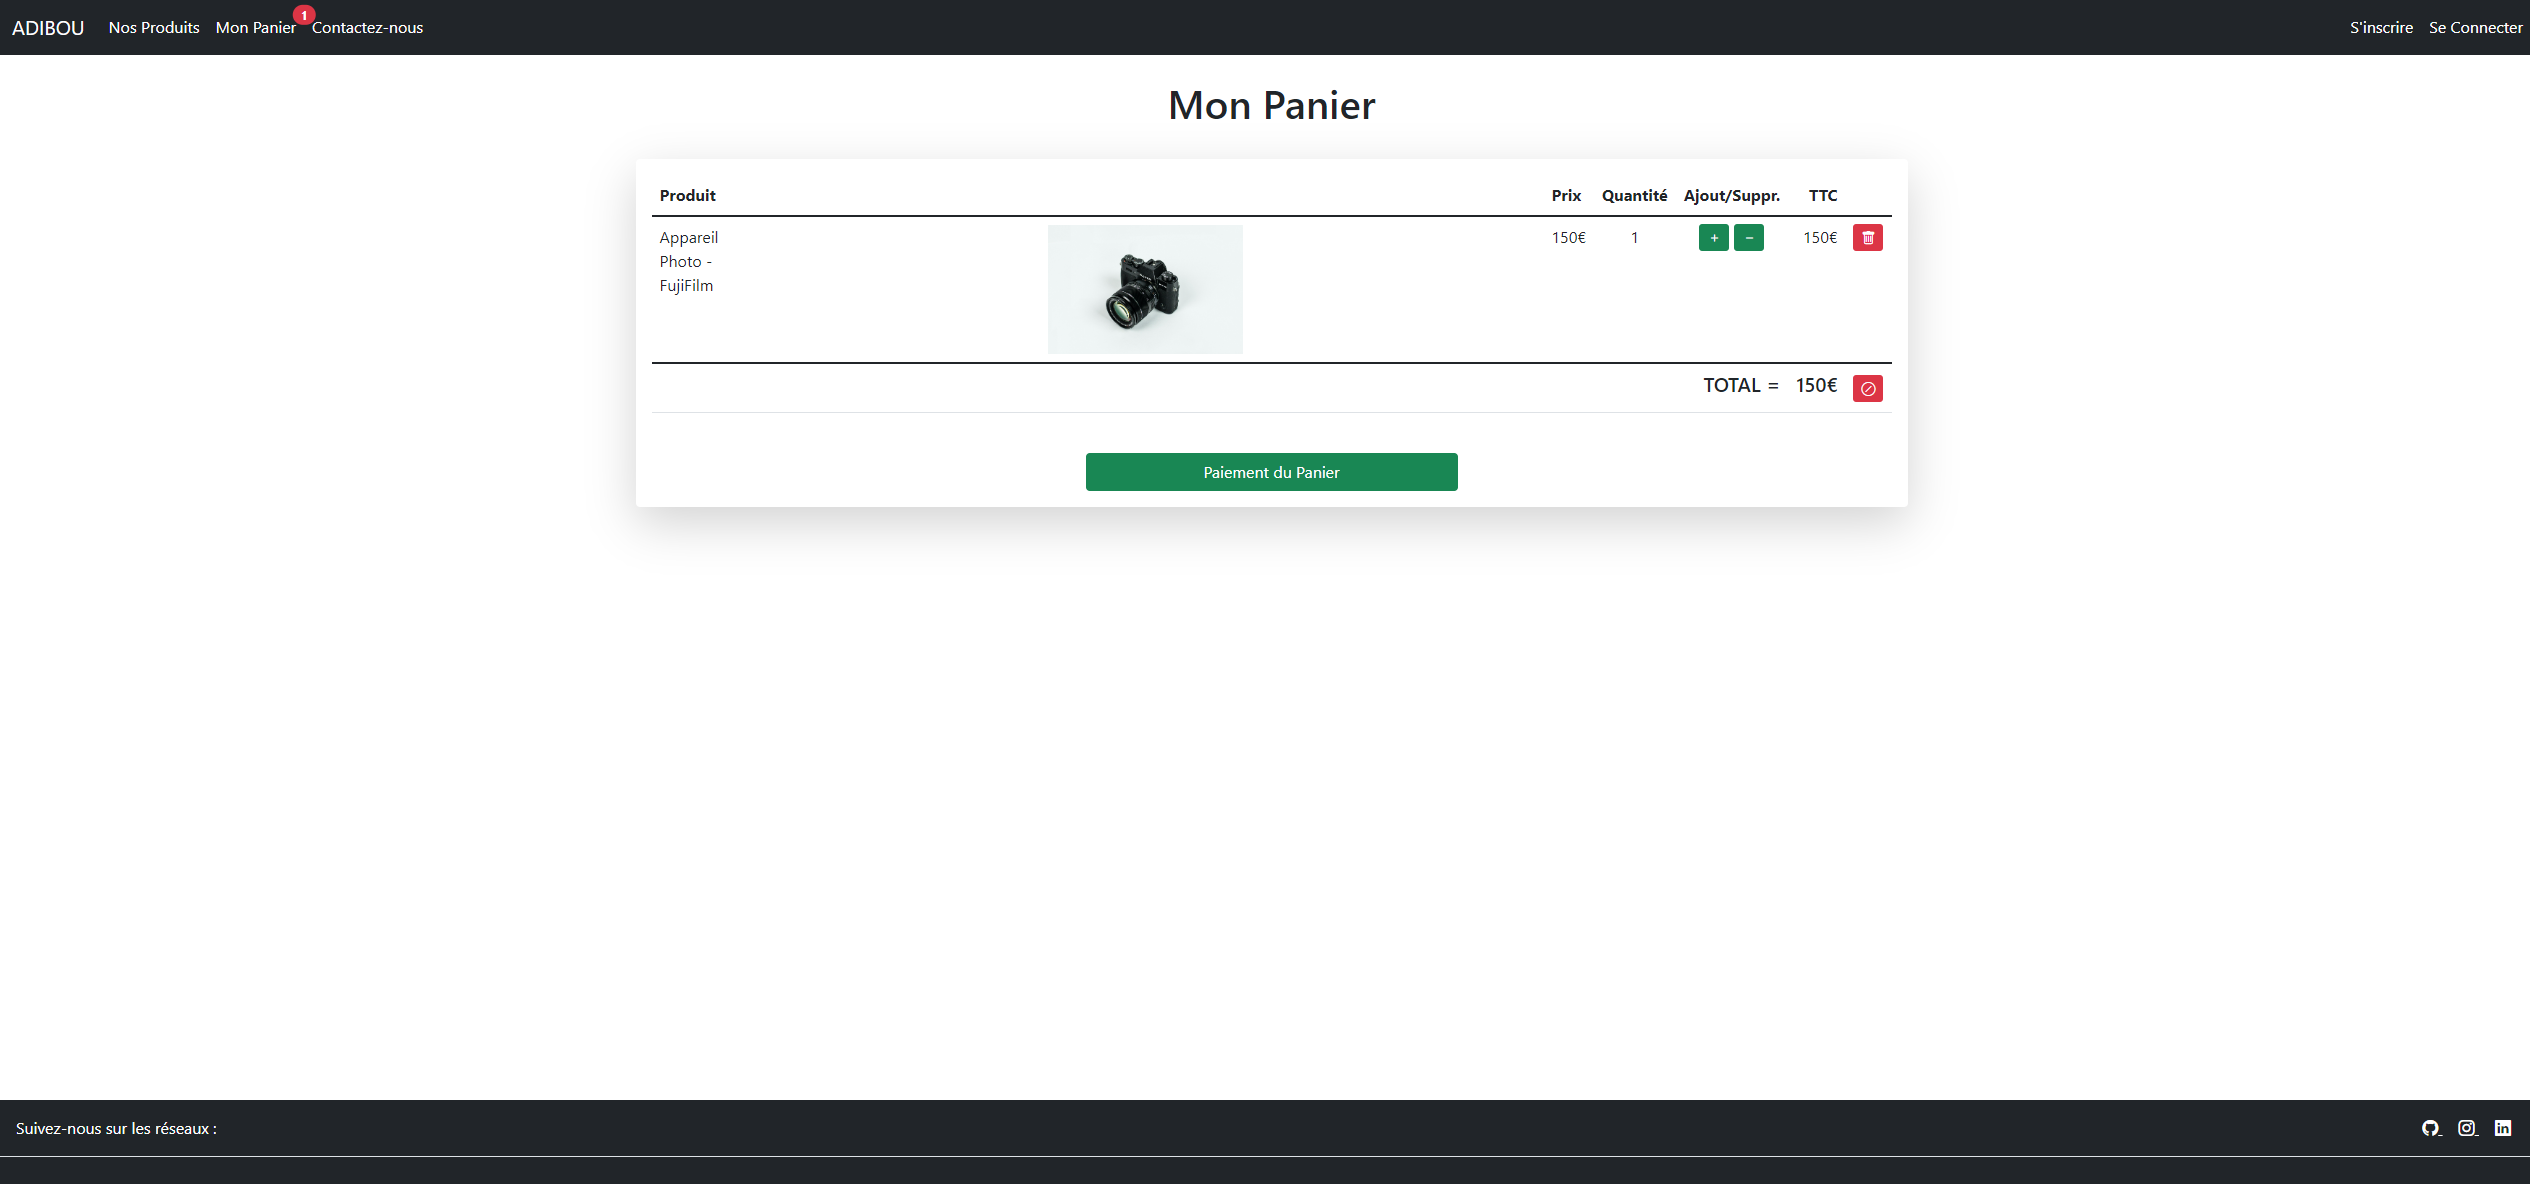 ADIBOU Nos Produits Mon Panier 1 Contactez-nous S'inscrire Se Connecter
Mon Panier
Produit Prix Quantité Ajout/Suppr. TTC
Appareil 150€ 1 + - 150€
Photo -
FujiFilm
TOTAL = 150€
Paiement du Panier
Suivez-nous sur les réseaux :